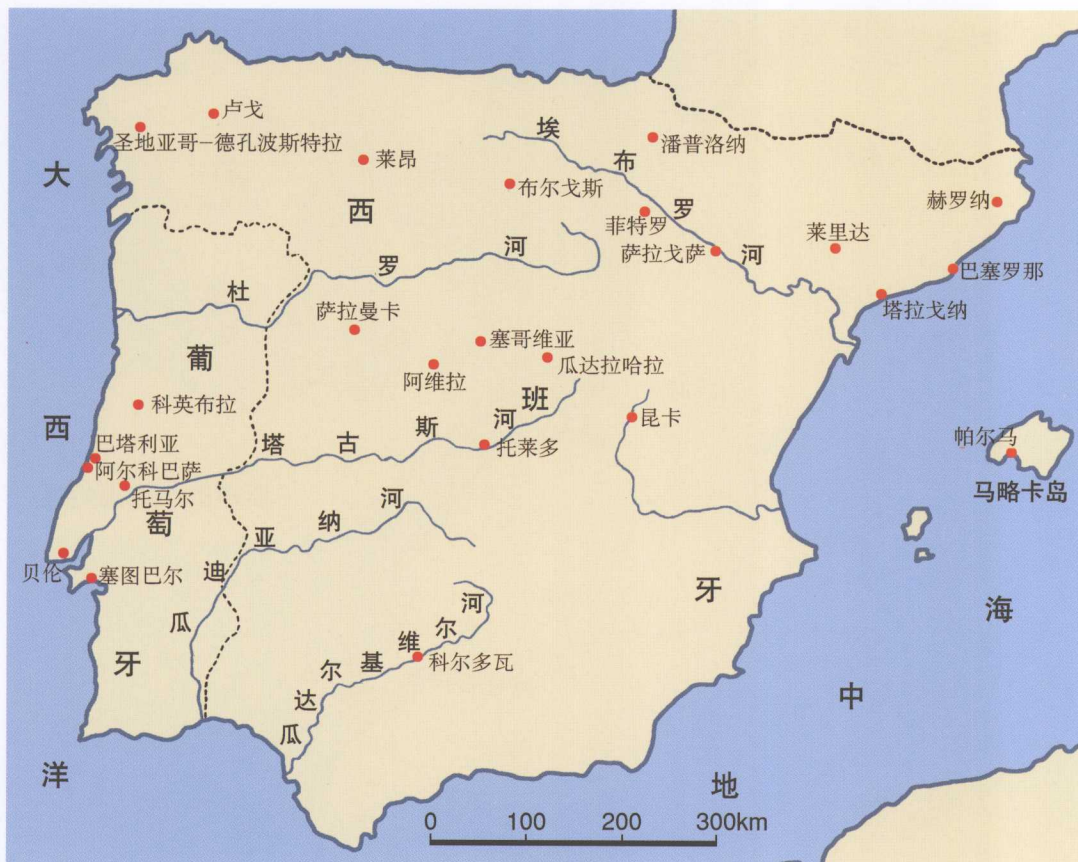 卢戈
圣地亚哥-德孔波斯特拉
莱昂
布尔戈斯
埃布罗河
潘普洛纳
菲特罗
萨拉戈萨
莱里达
赫罗纳
巴塞罗那
塔拉戈纳
大西洋
西班牙
杜罗河
萨拉曼卡
塞哥维亚
阿维拉
瓜达拉哈拉
葡萄牙
科英布拉
巴塔利亚
阿尔科巴萨
托马尔
塔古斯河
托莱多
昆卡
帕尔马
马略卡岛
贝伦
塞图巴尔
瓜迪亚纳河
瓜达尔基维尔河
科尔多瓦
地中海
0 100 200 300km